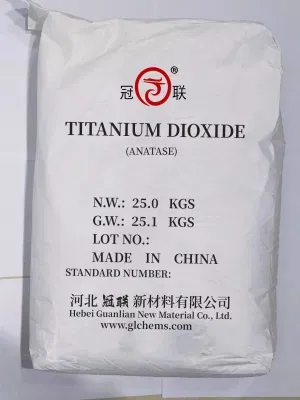 冠 ® 联
TITANIUM DIOXIDE
(ANATASE)
N.W.: 25.0 KGS
G.W.: 25.1 KGS
LOT NO.:
MADE IN CHINA
STANDARD NUMBER:
河北 冠联 新材料有限公司
Hebei Guanlian New Material Co., Ltd.
www.glchems.com